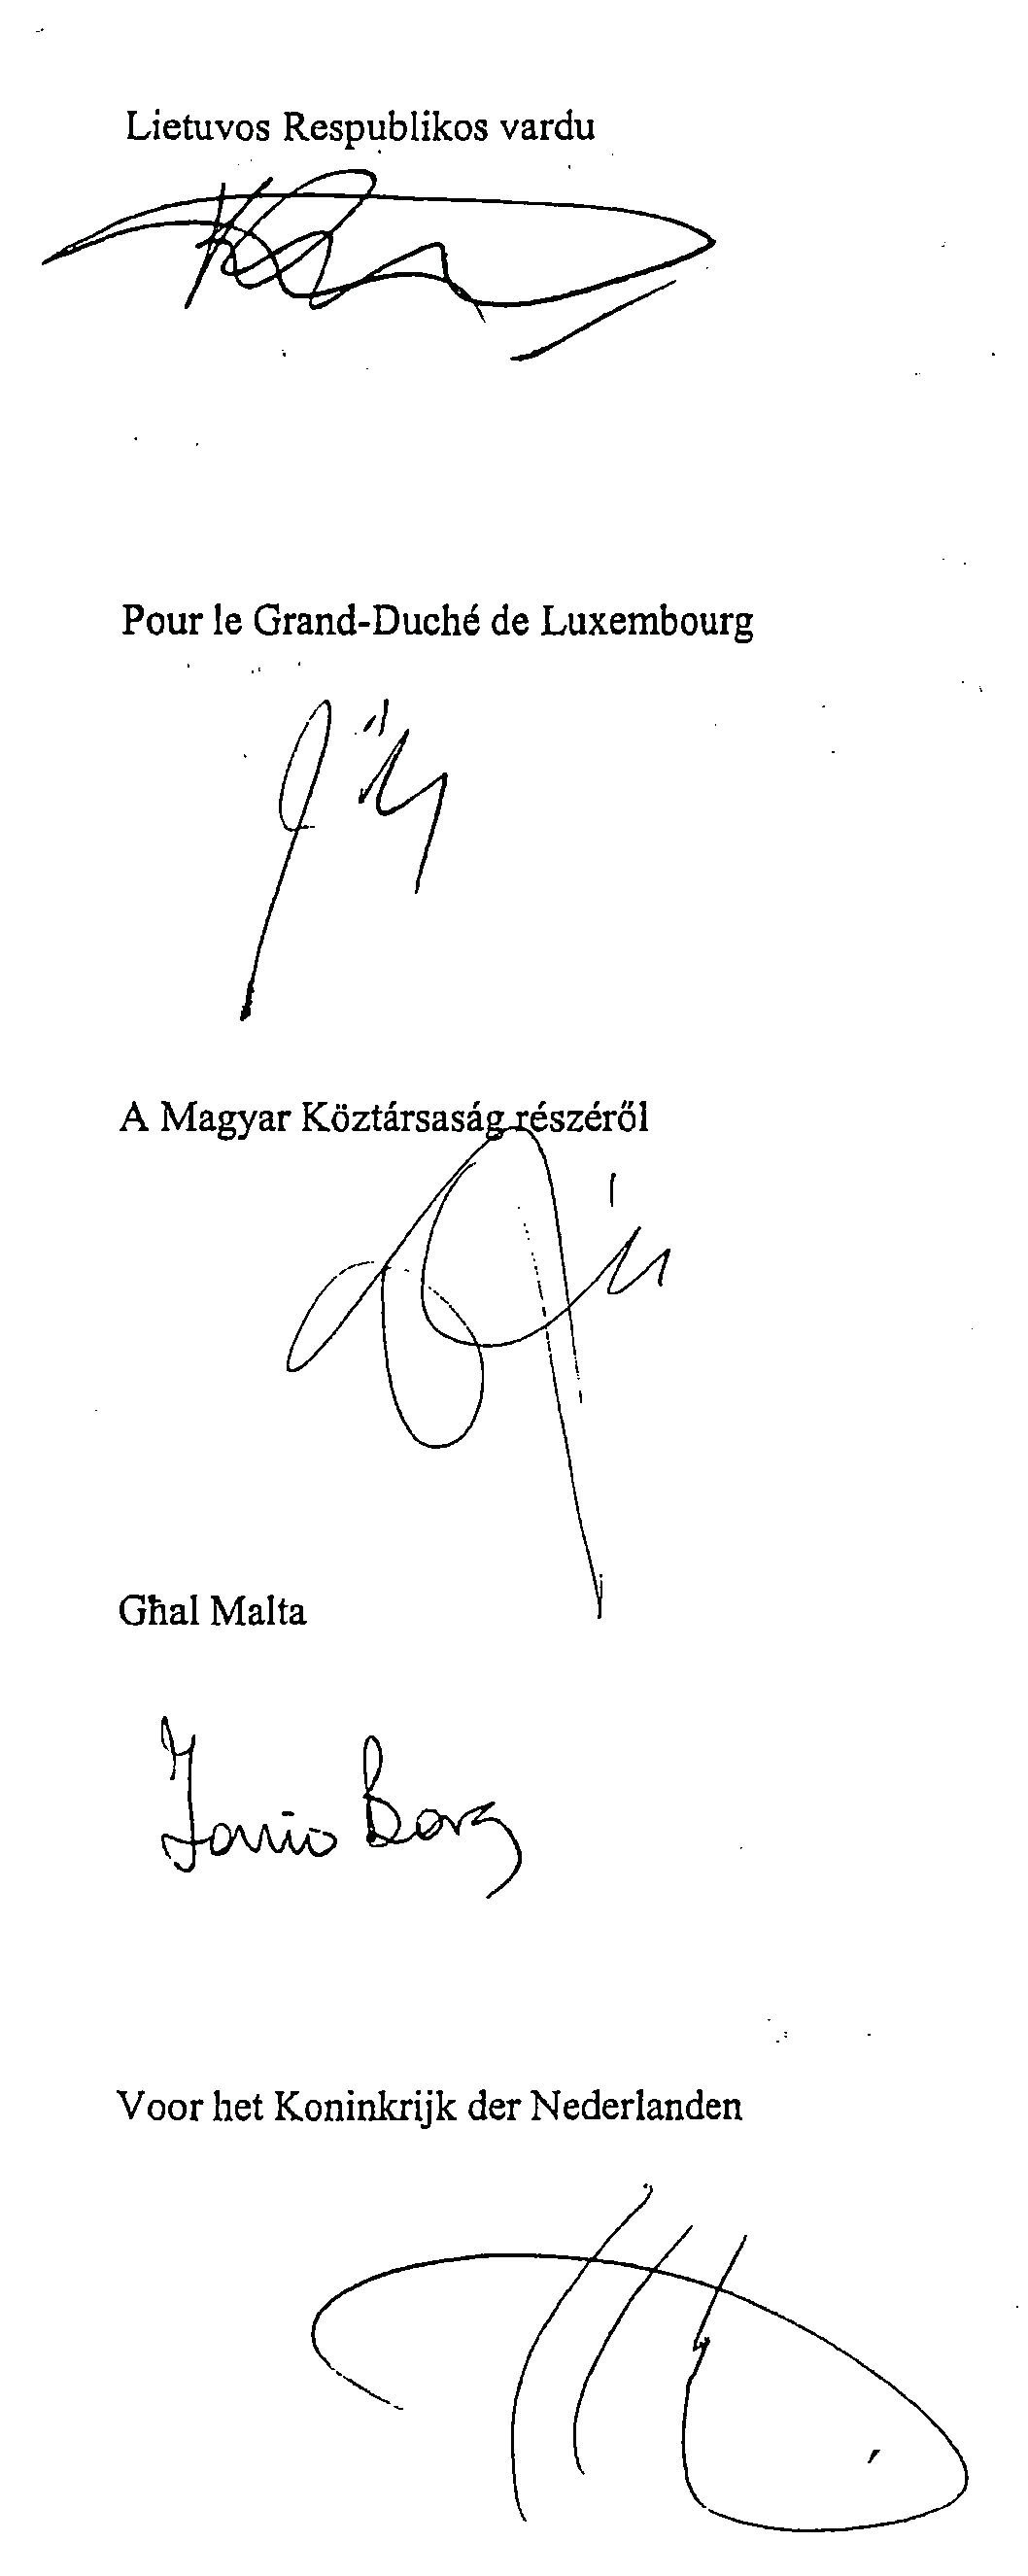 Lietuvos Respublikos vardu
Pour le Grand-Duché de Luxembourg
A Magyar Köztársaság részéről
Għal Malta
Tonio Borg
Voor het Koninkrijk der Nederlanden